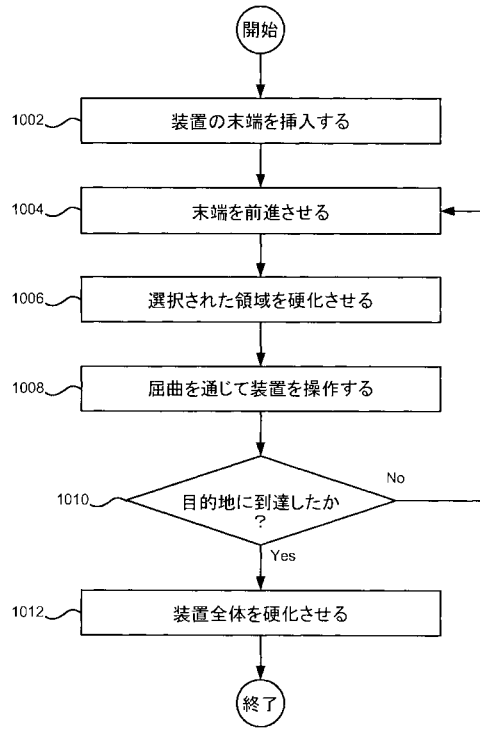 開始
1002
装置の末端を挿入する
1004
末端を前進させる
1006
選択された領域を硬化させる
1008
屈曲を通じて装置を操作する
No
1010
目的地に到達したか
?
Yes
1012
装置全体を硬化させる
終了